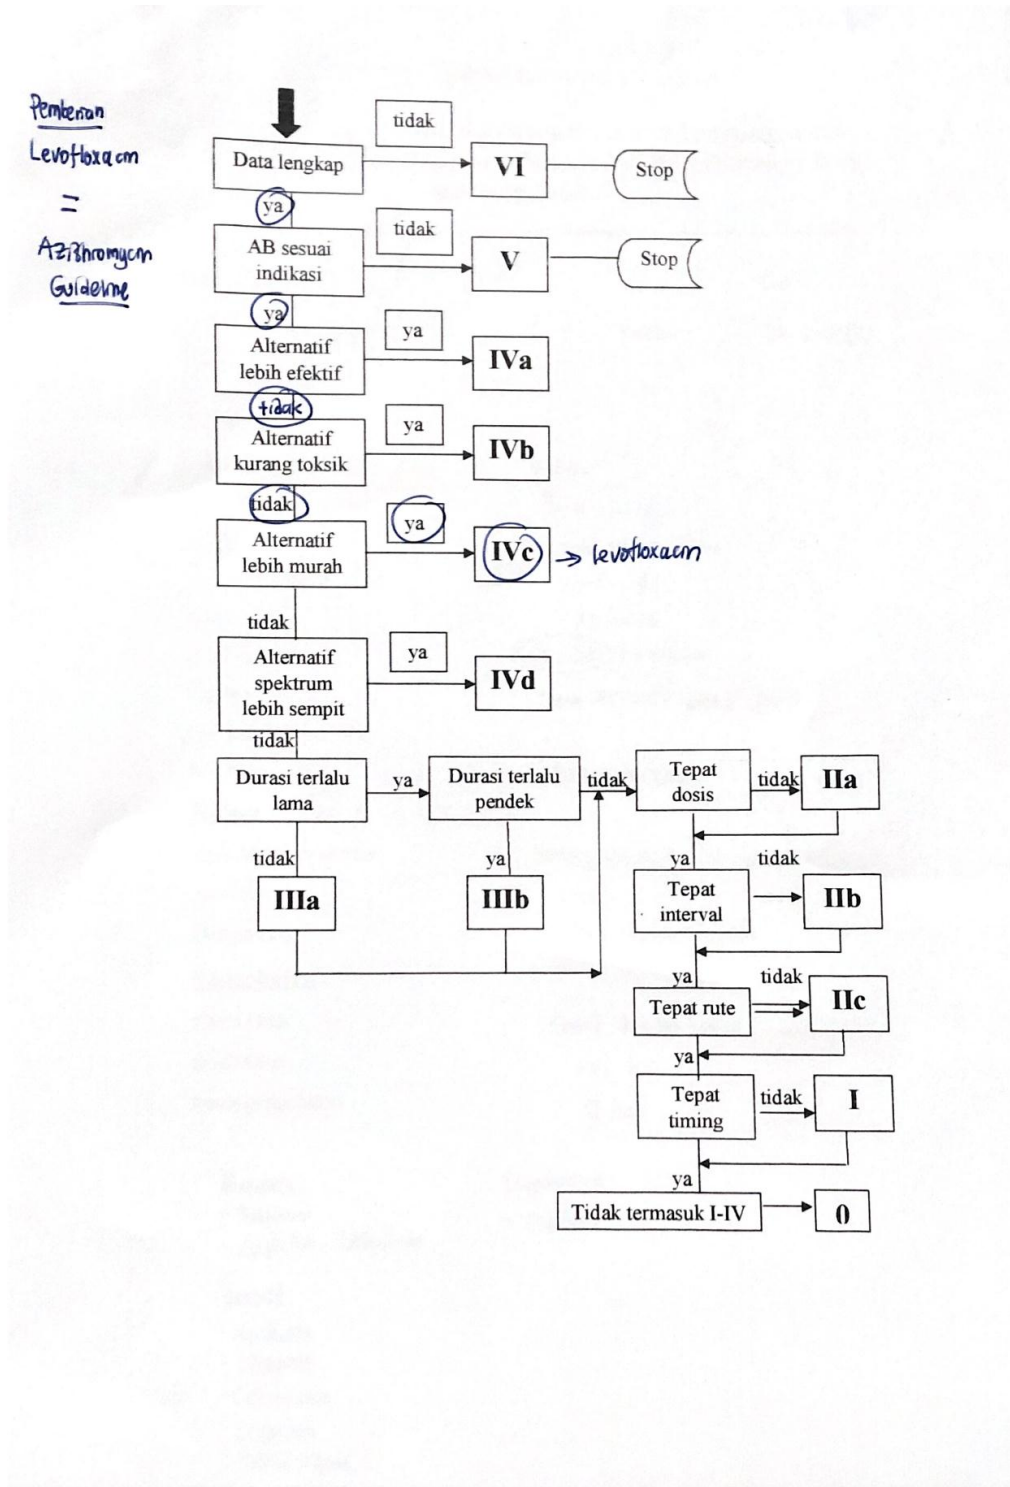 Pemberian
Levofloxacin
=
Azithromycin
Guideline
tidak
Data lengkap
VI
Stop
ya
tidak
AB sesuai
indikasi
V
Stop
ya
Alternatif
lebih efektif
ya
IVa
tidak
Alternatif
kurang toksik
ya
IVb
tidak
Alternatif
lebih murah
ya
IVc
→ levofloxacin
tidak
Alternatif
spektrum
lebih sempit
ya
IVd
tidak
Durasi terlalu
lama
ya
Durasi terlalu
pendek
tidak
Tepat
dosis
tidak
IIa
tidak
IIIa
ya
IIIb
ya
Tepat
interval
tidak
IIb
ya
Tepat rute
tidak
IIc
ya
Tepat
timing
tidak
I
ya
Tidak termasuk I-IV
0